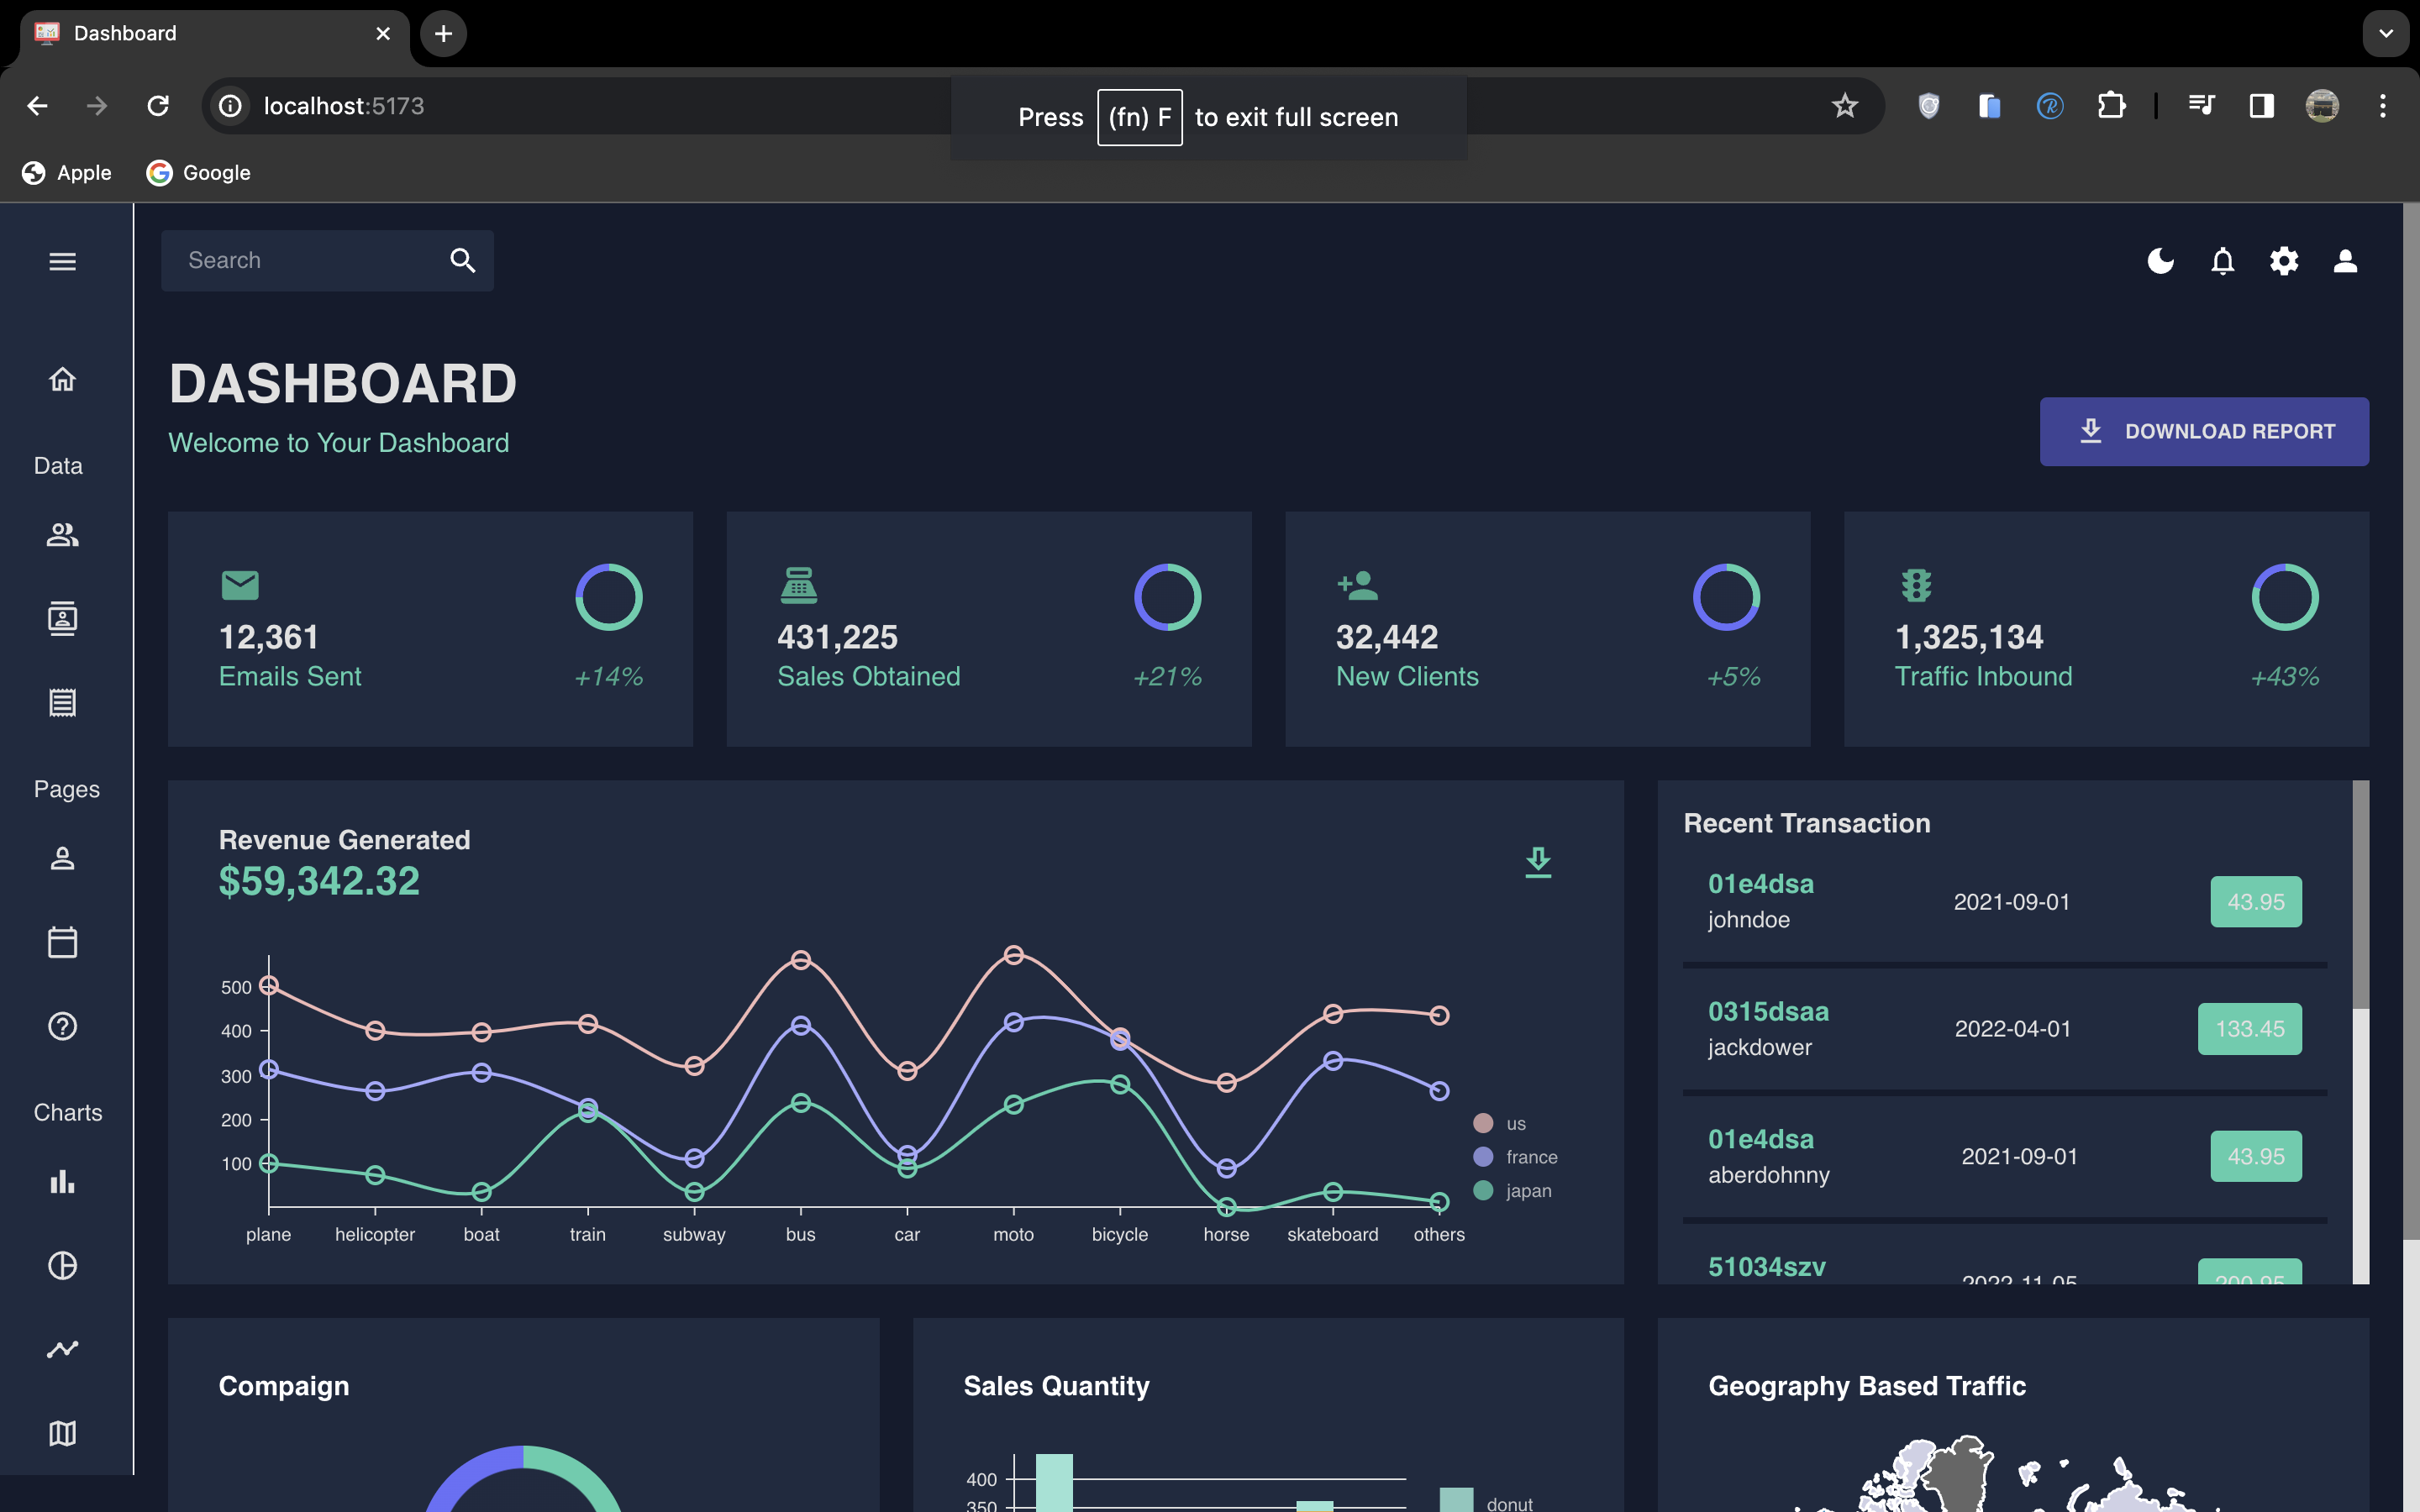 Dashboard
localhost:5173
Press (fn) F to exit full screen
Apple
Google
Search
DASHBOARD
Welcome to Your Dashboard
DOWNLOAD REPORT
Data
Pages
Charts
12,361
Emails Sent
+14%
431,225
Sales Obtained
+21%
32,442
New Clients
+5%
1,325,134
Traffic Inbound
+43%
Revenue Generated
$59,342.32
500
400
300
200
100
plane
helicopter
boat
train
subway
bus
car
moto
bicycle
horse
skateboard
others
us
france
japan
Recent Transaction
01e4dsa
johndoe
2021-09-01
43.95
0315dsaa
jackdower
2022-04-01
133.45
01e4dsa
aberdohnny
2021-09-01
43.95
51034szv
2022-11-05
200.95
Compaign
Sales Quantity
400
350
donut
Geography Based Traffic